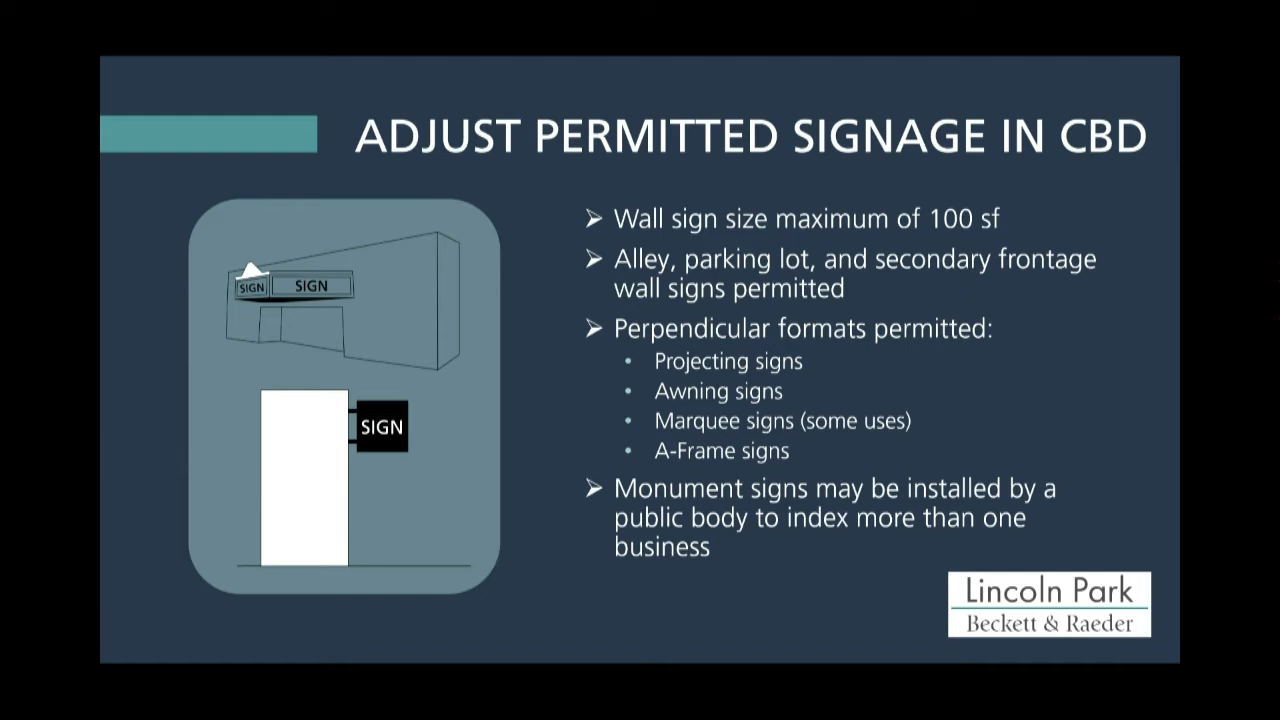 ADJUST PERMITTED SIGNAGE IN CBD
SIGN
SIGN
SIGN
➢ Wall sign size maximum of 100 sf
➢ Alley, parking lot, and secondary frontage
wall signs permitted
➢ Perpendicular formats permitted:
• Projecting signs
• Awning signs
• Marquee signs (some uses)
• A-Frame signs
➢ Monument signs may be installed by a
public body to index more than one
business
Lincoln Park
Beckett & Raeder